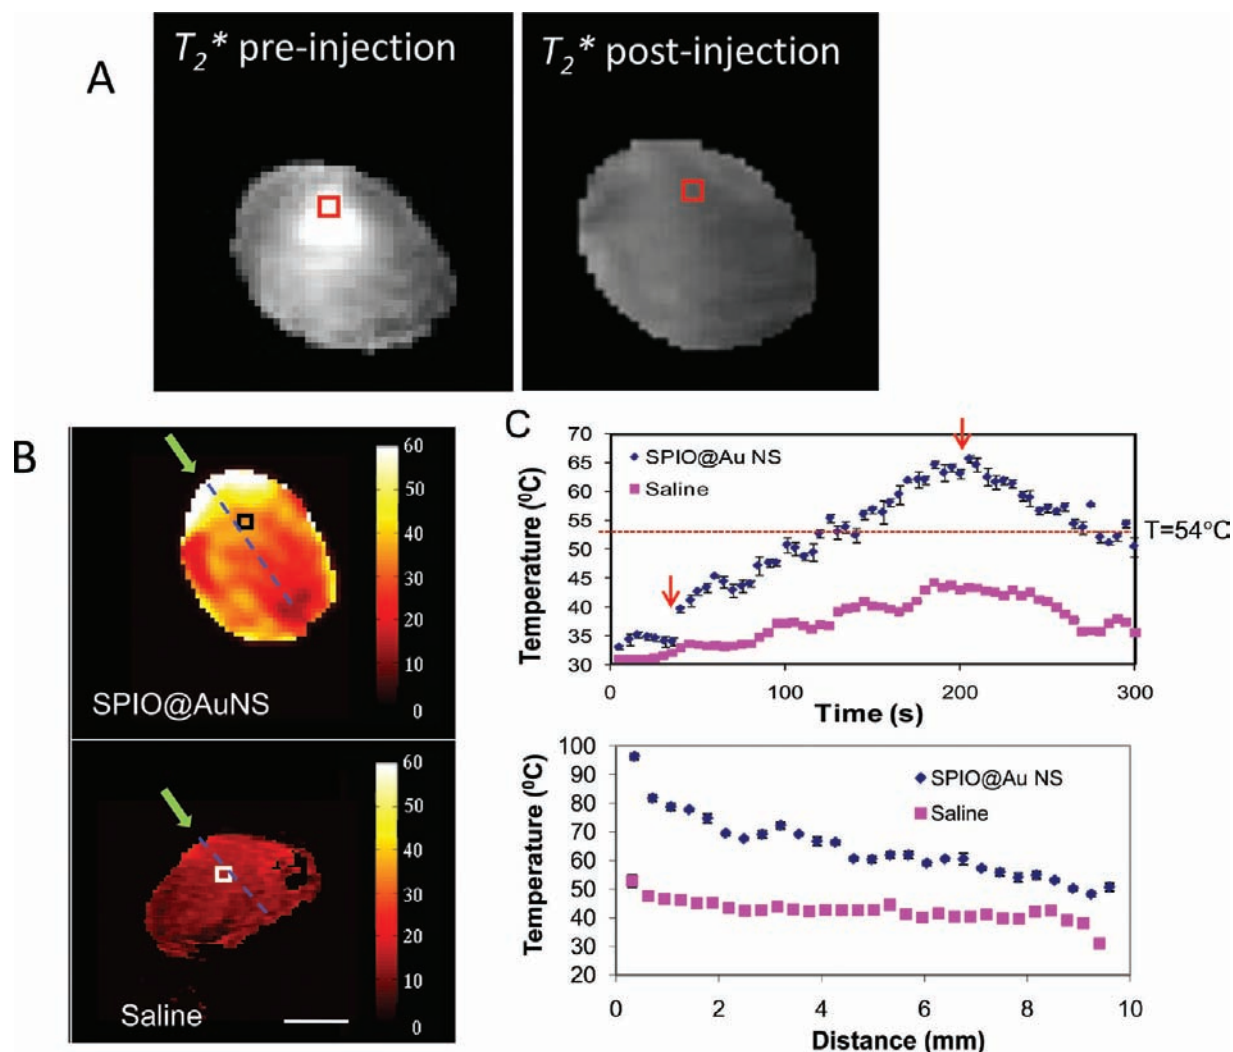 A
T2* pre-injection
T2* post-injection
B
60
50
40
30
20
10
0
SPIO@AuNS
60
50
40
30
20
10
0
Saline
C
70
65
60
55
50
45
40
35
30
Temperature (⁰C)
SPIO@Au NS
Saline
T=54°C
0 100 200 300
Time (s)
100
90
80
70
60
50
40
30
20
Temperature (⁰C)
SPIO@Au NS
Saline
0 2 4 6 8 10
Distance (mm)